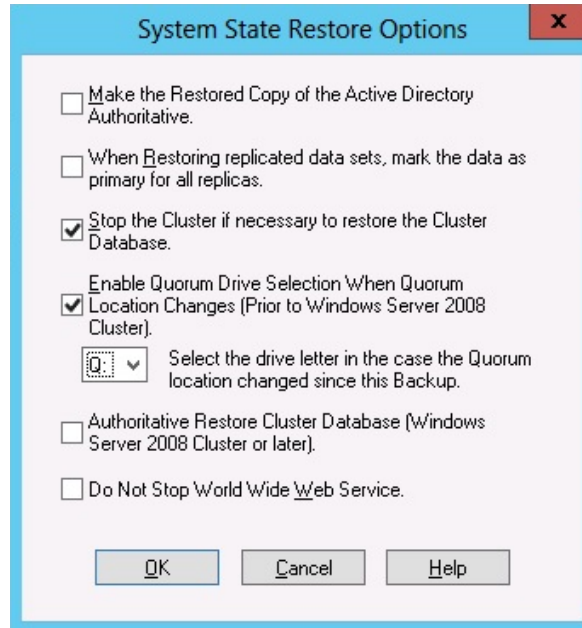 System State Restore Options
x
Make the Restored Copy of the Active Directory
Authoritative.
When Restoring replicated data sets, mark the data as
primary for all replicas.
Stop the Cluster if necessary to restore the Cluster
Database.
Enable Quorum Drive Selection When Quorum
Location Changes (Prior to Windows Server 2008
Cluster).
Q:
Select the drive letter in the case the Quorum
location changed since this Backup.
Authoritative Restore Cluster Database (Windows
Server 2008 Cluster or later).
Do Not Stop World Wide Web Service.
OK Cancel Help